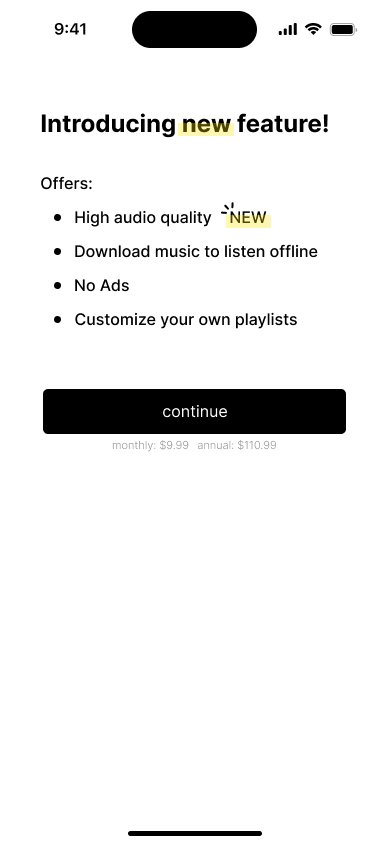 9:41
Introducing new feature!
Offers:
• High audio quality NEW
• Download music to listen offline
• No Ads
• Customize your own playlists
continue
monthly: $9.99 annual: $110.99